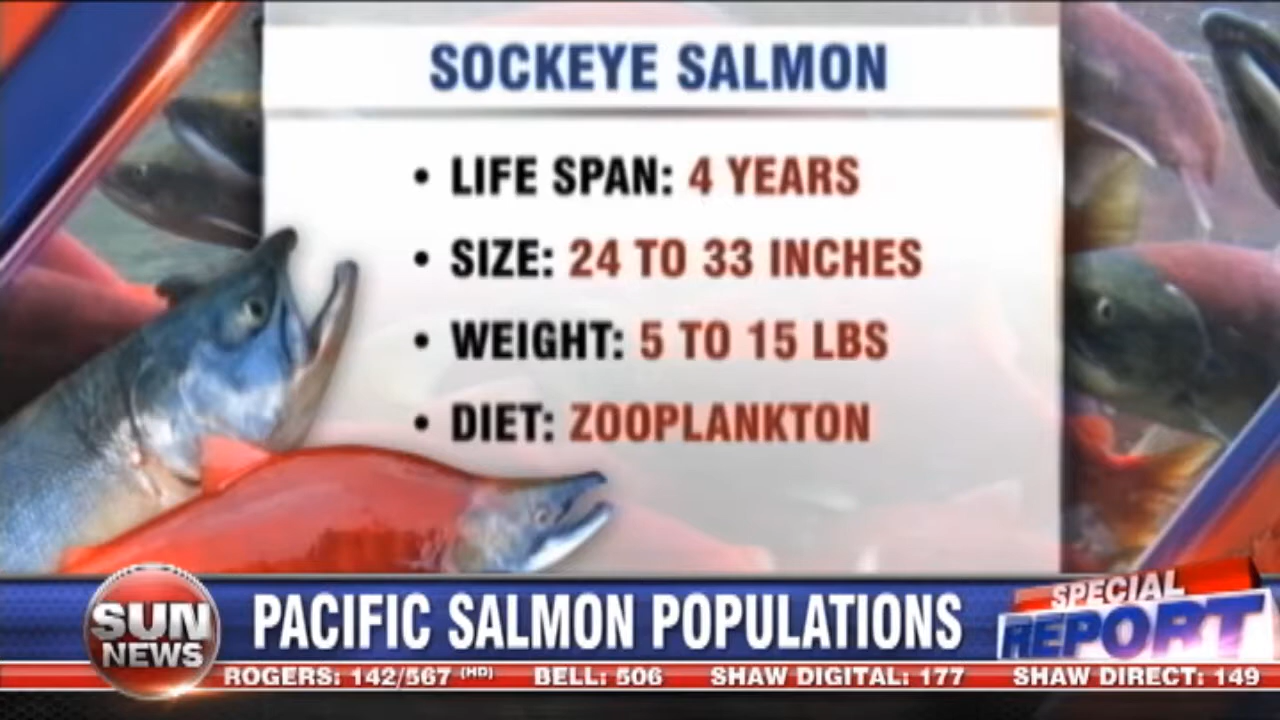 SOCKEYE SALMON
• LIFE SPAN: 4 YEARS
• SIZE: 24 TO 33 INCHES
• WEIGHT: 5 TO 15 LBS
• DIET: ZOOPLANKTON
SUN
NEWS
PACIFIC SALMON POPULATIONS
SPECIAL
REPORT
ROGERS: 142/567 (HD) BELL: 506 SHAW DIGITAL: 177 SHAW DIRECT: 149